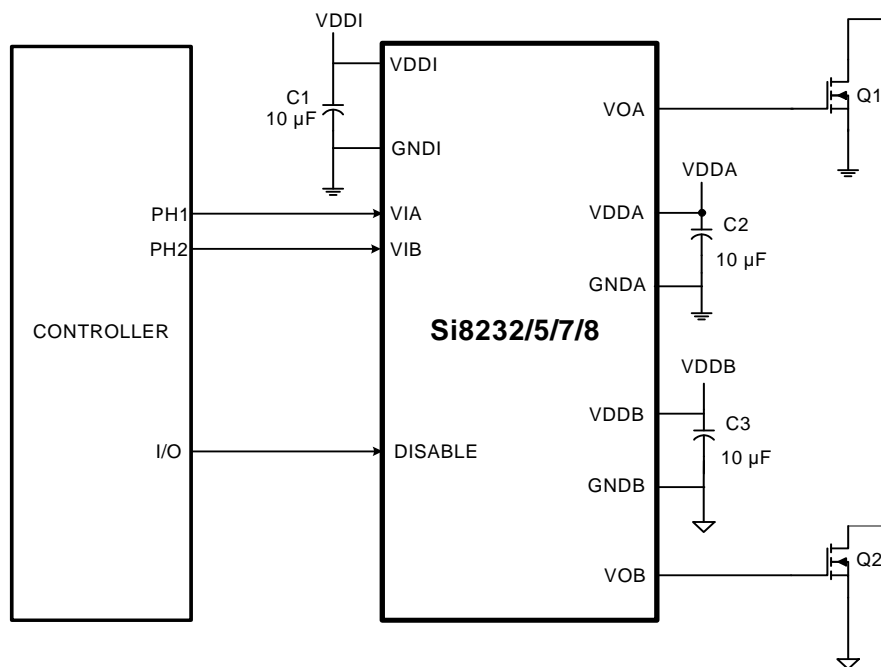 VDDI
VDDI
C1
10 µF
GNDI
VOA
Q1
VDDA
PH1
VIA
VDDA
C2
PH2
VIB
10 µF
GNDA
CONTROLLER
Si8232/5/7/8
VDDB
VDDB
C3
I/O
DISABLE
10 µF
GNDB
VOB
Q2